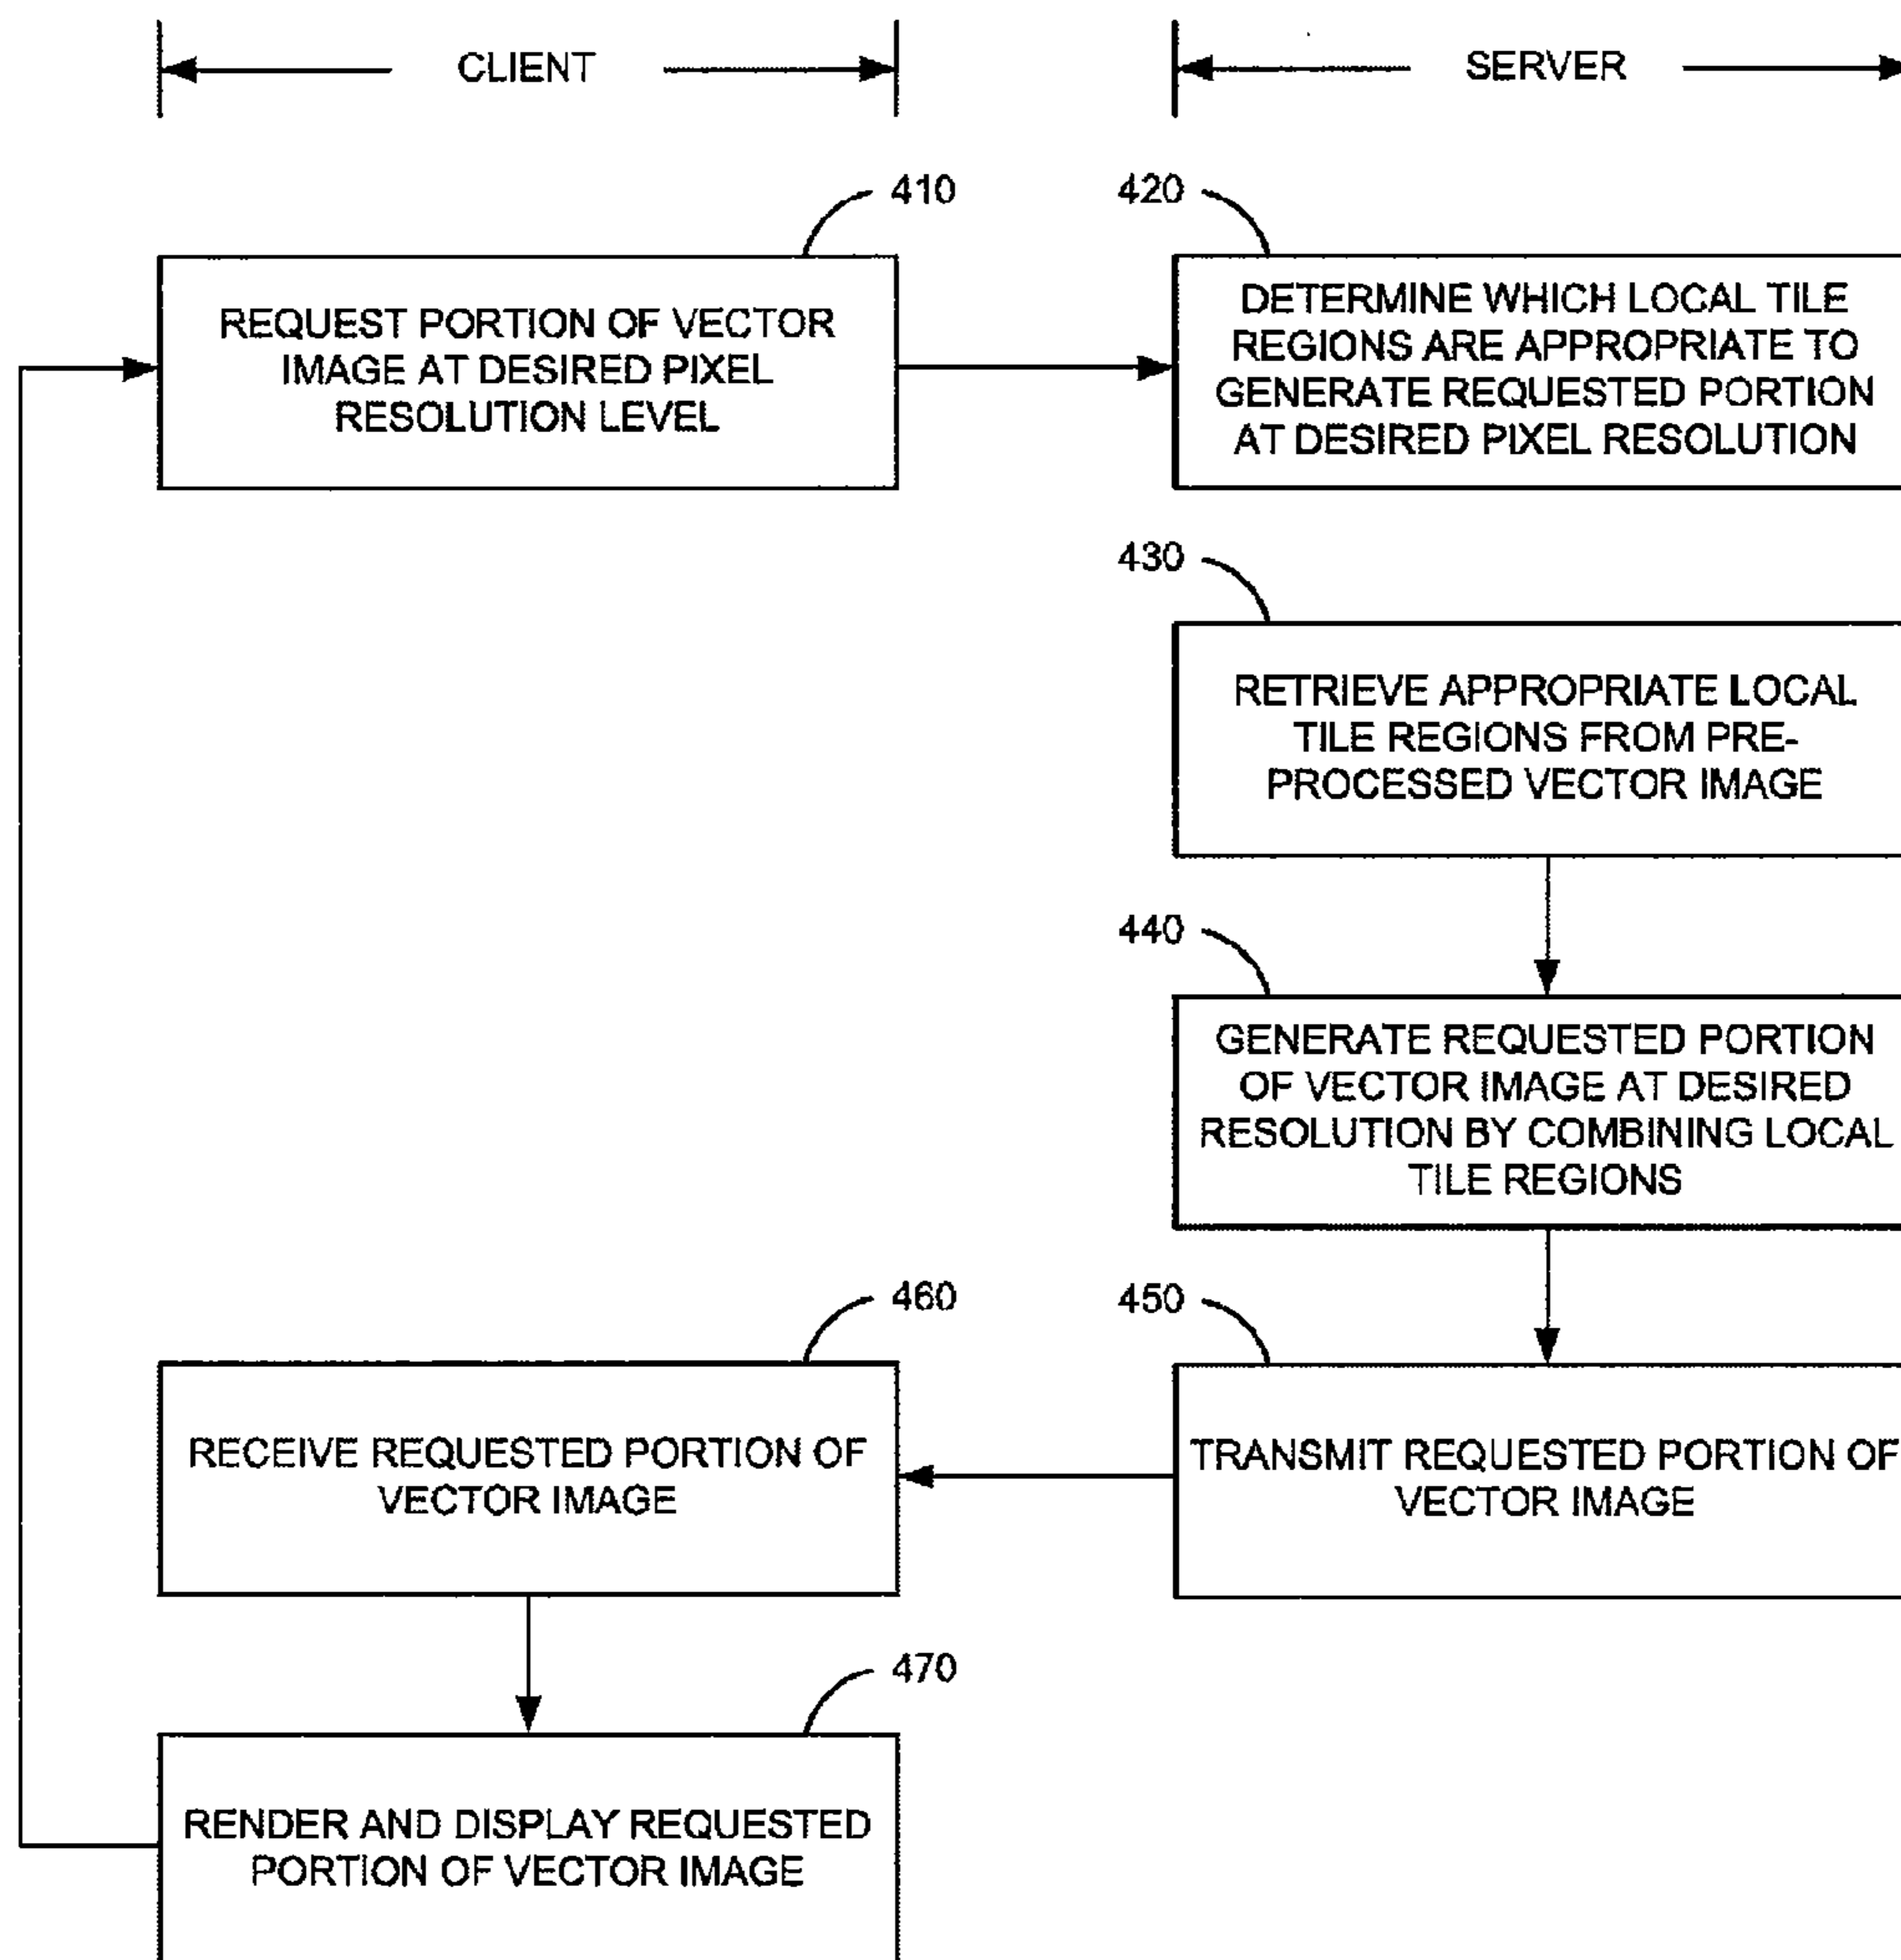 CLIENT
SERVER
410
420
REQUEST PORTION OF VECTOR
IMAGE AT DESIRED PIXEL
RESOLUTION LEVEL
DETERMINE WHICH LOCAL TILE
REGIONS ARE APPROPRIATE TO
GENERATE REQUESTED PORTION
AT DESIRED PIXEL RESOLUTION
430
RETRIEVE APPROPRIATE LOCAL
TILE REGIONS FROM PRE-
PROCESSED VECTOR IMAGE
440
GENERATE REQUESTED PORTION
OF VECTOR IMAGE AT DESIRED
RESOLUTION BY COMBINING LOCAL
TILE REGIONS
460
450
RECEIVE REQUESTED PORTION OF
VECTOR IMAGE
TRANSMIT REQUESTED PORTION OF
VECTOR IMAGE
470
RENDER AND DISPLAY REQUESTED
PORTION OF VECTOR IMAGE